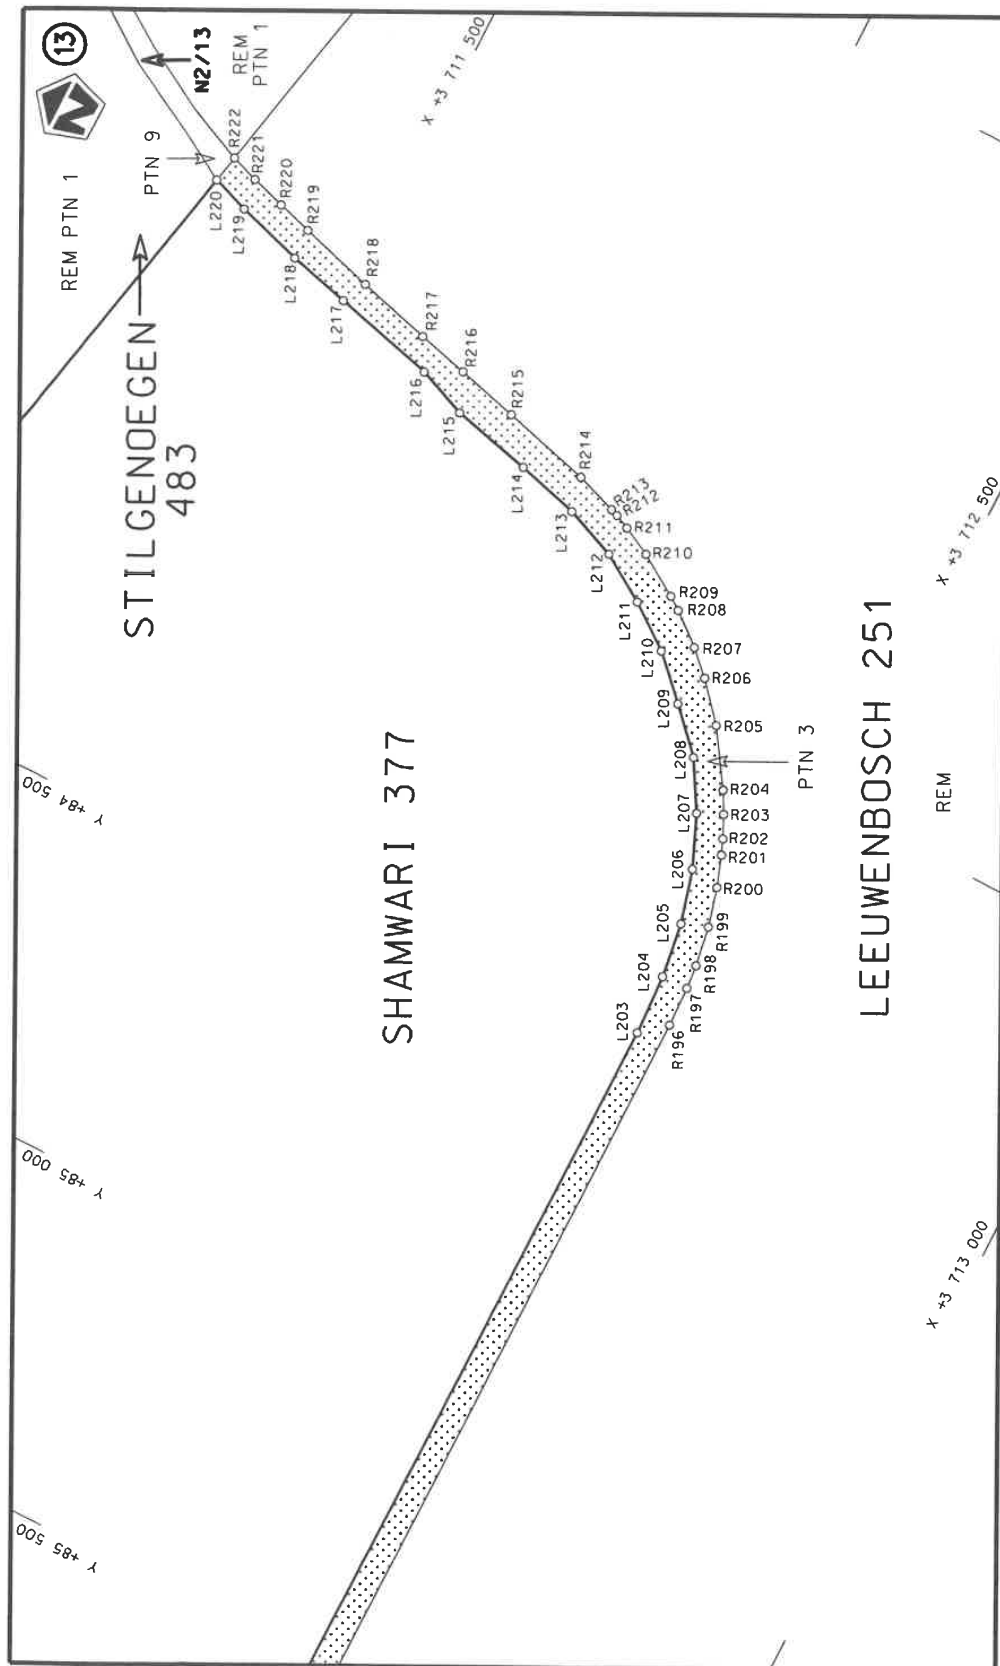 13
N
N2/13
REM PTN 1
REM
PTN 1
PTN 9
STILGENOEGEN
483
X +3 711 500
X +3 712 500
X +3 713 000
Y +84 500
Y +85 000
Y +85 500
SHAMWARI 377
LEEUWENBOSCH 251
REM
PTN 3
L203
L204
L205
L206
L207
L208
L209
L210
L211
L212
L213
L214
L215
L216
L217
L218
L219
L220
R196
R197
R198
R199
R200
R201
R202
R203
R204
R205
R206
R207
R208
R209
R210
R211
R212
R213
R214
R215
R216
R217
R218
R219
R220
R221
R222